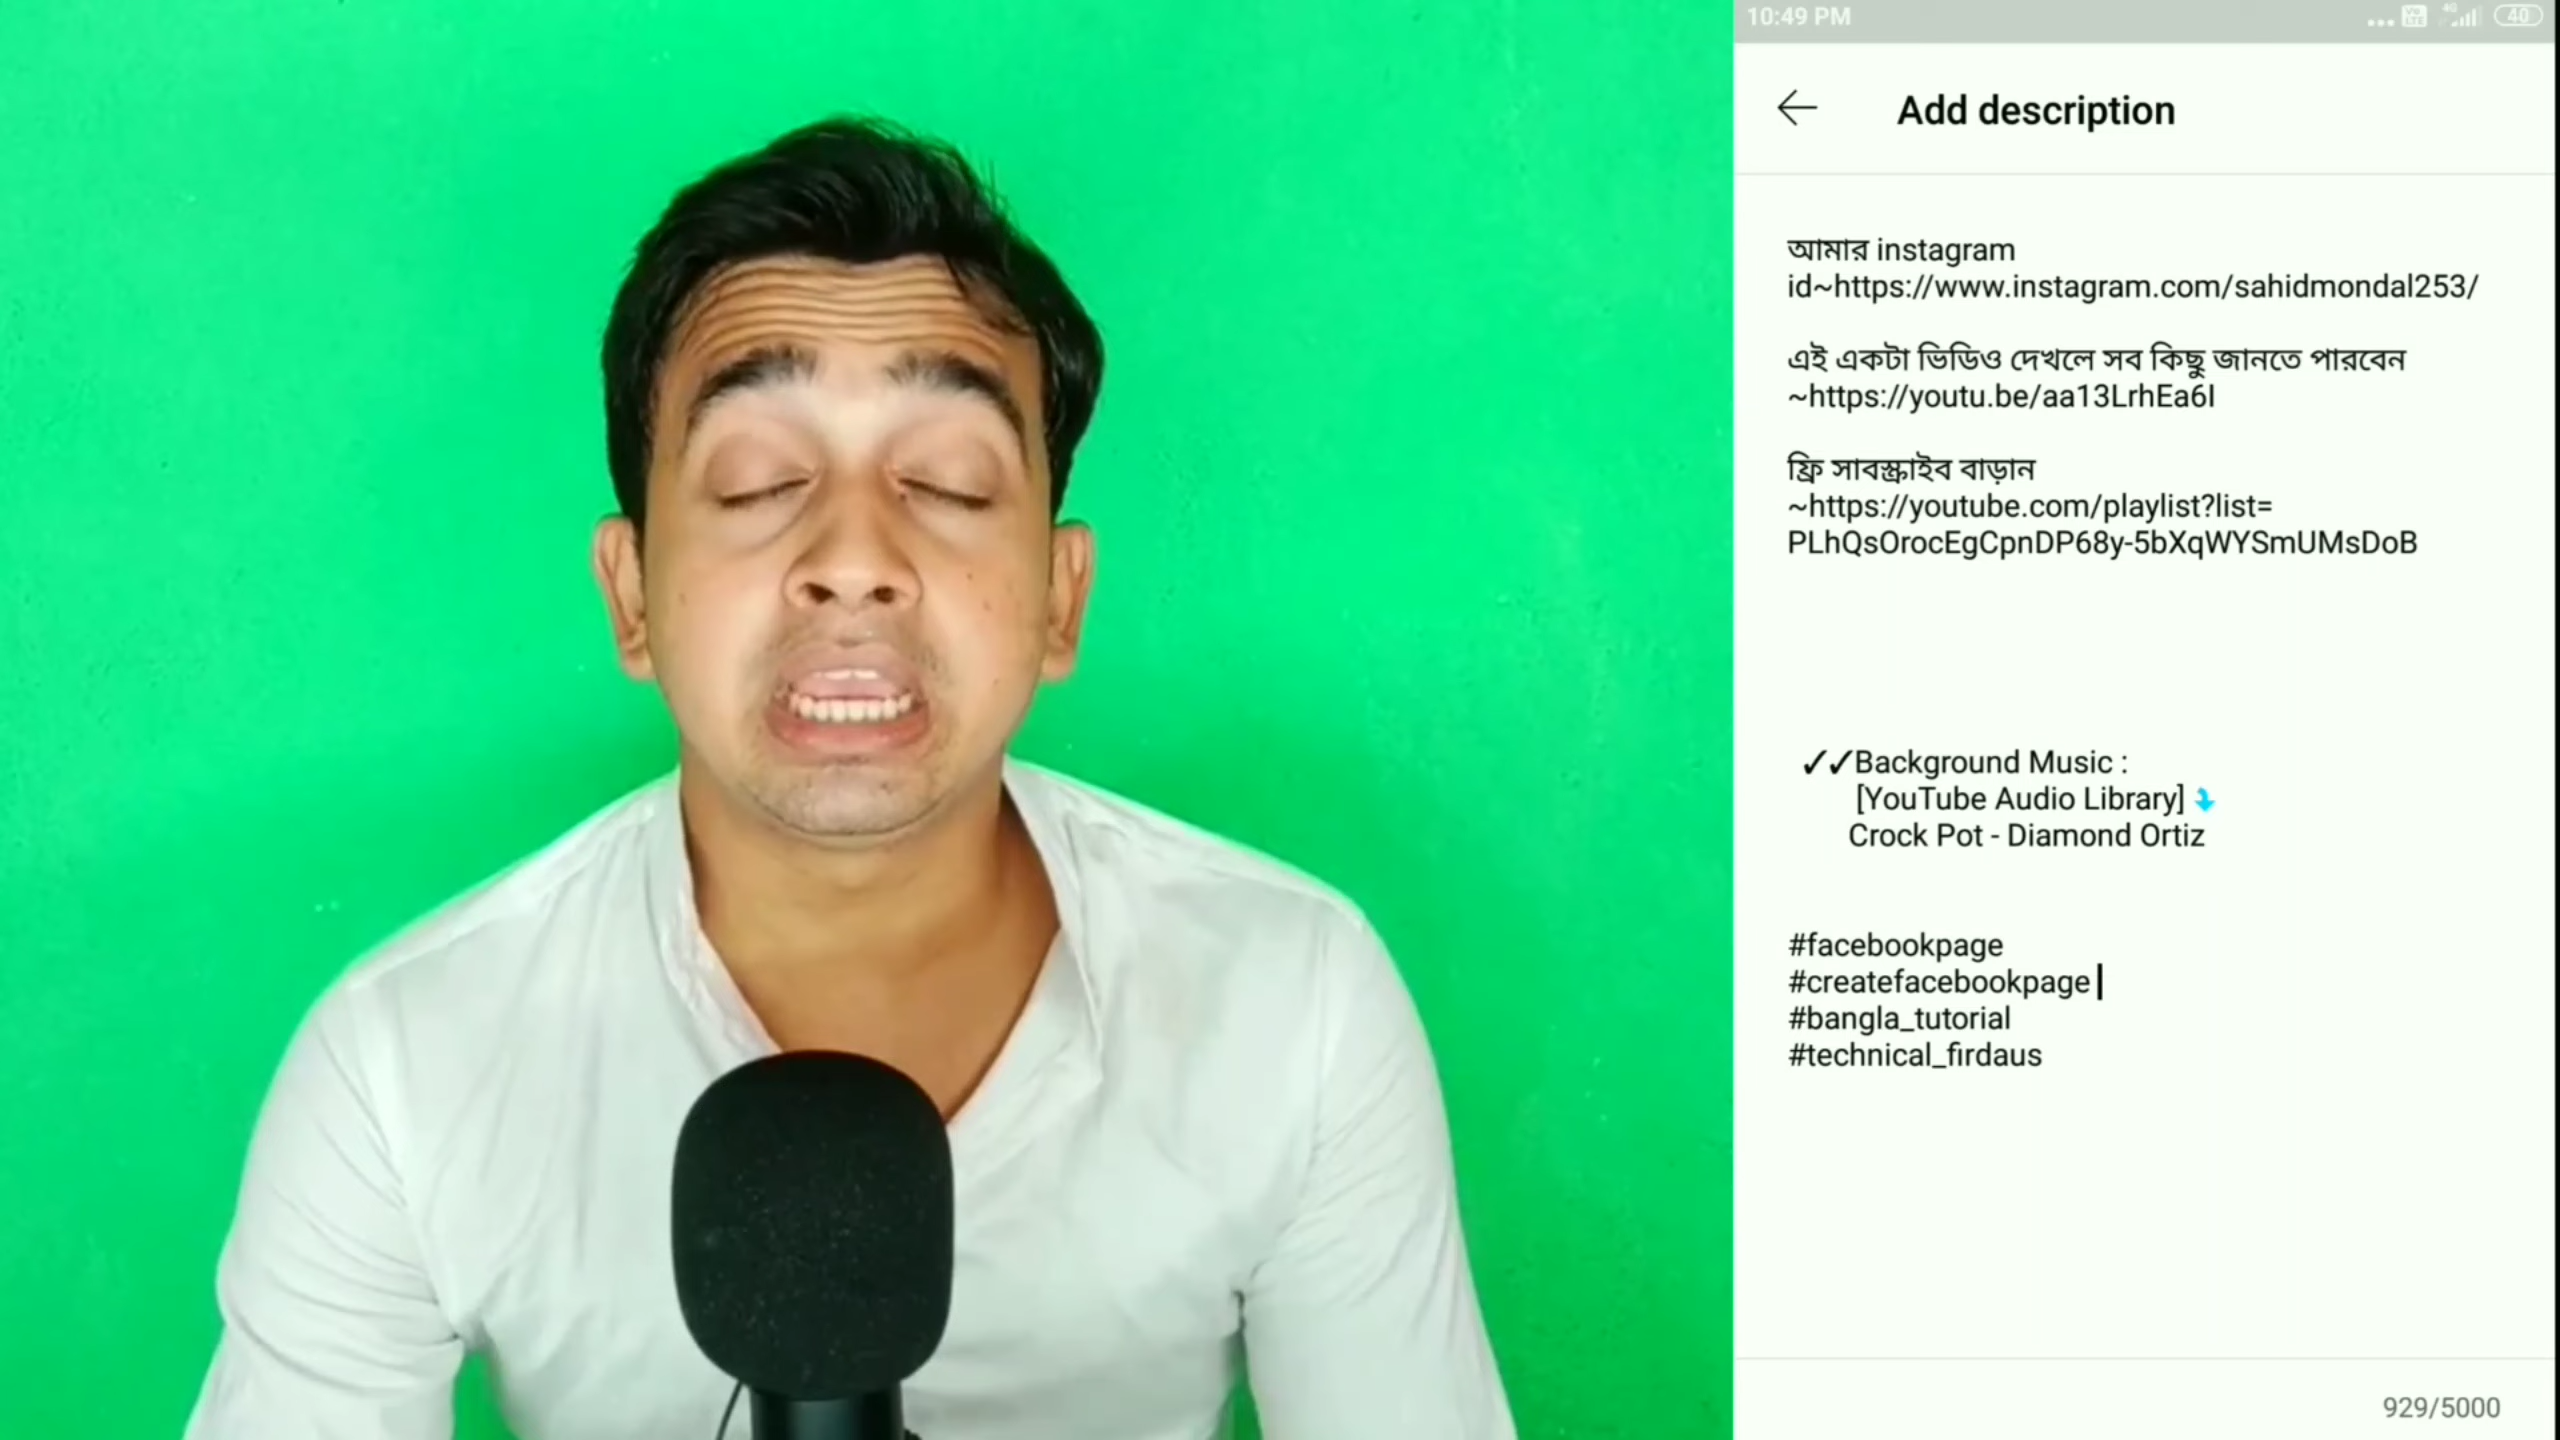 10:49 PM
40
Add description
আমার instagram
id~https://www.instagram.com/sahidmondal253/
এই একটা ভিডিও দেখলে সব কিছু জানতে পারবেন
~https://youtu.be/aa13LrhEa6I
ফ্রি সাবস্ক্রাইব বাড়ান
~https://youtube.com/playlist?list=
PLhQsOrocEgCpnDP68y-5bXqWYSmUMsDoB
✓✓Background Music :
[YouTube Audio Library]
Crock Pot - Diamond Ortiz
#facebookpage
#createfacebookpage
#bangla_tutorial
#technical_firdaus
929/5000